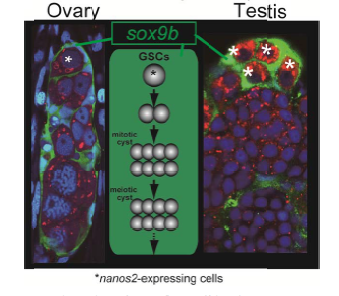 Ovary
Testis
sox9b
GSCs
*
*
*
*
*
*
mitotic
cyst
meiotic
cyst
*nanos2-expressing cells